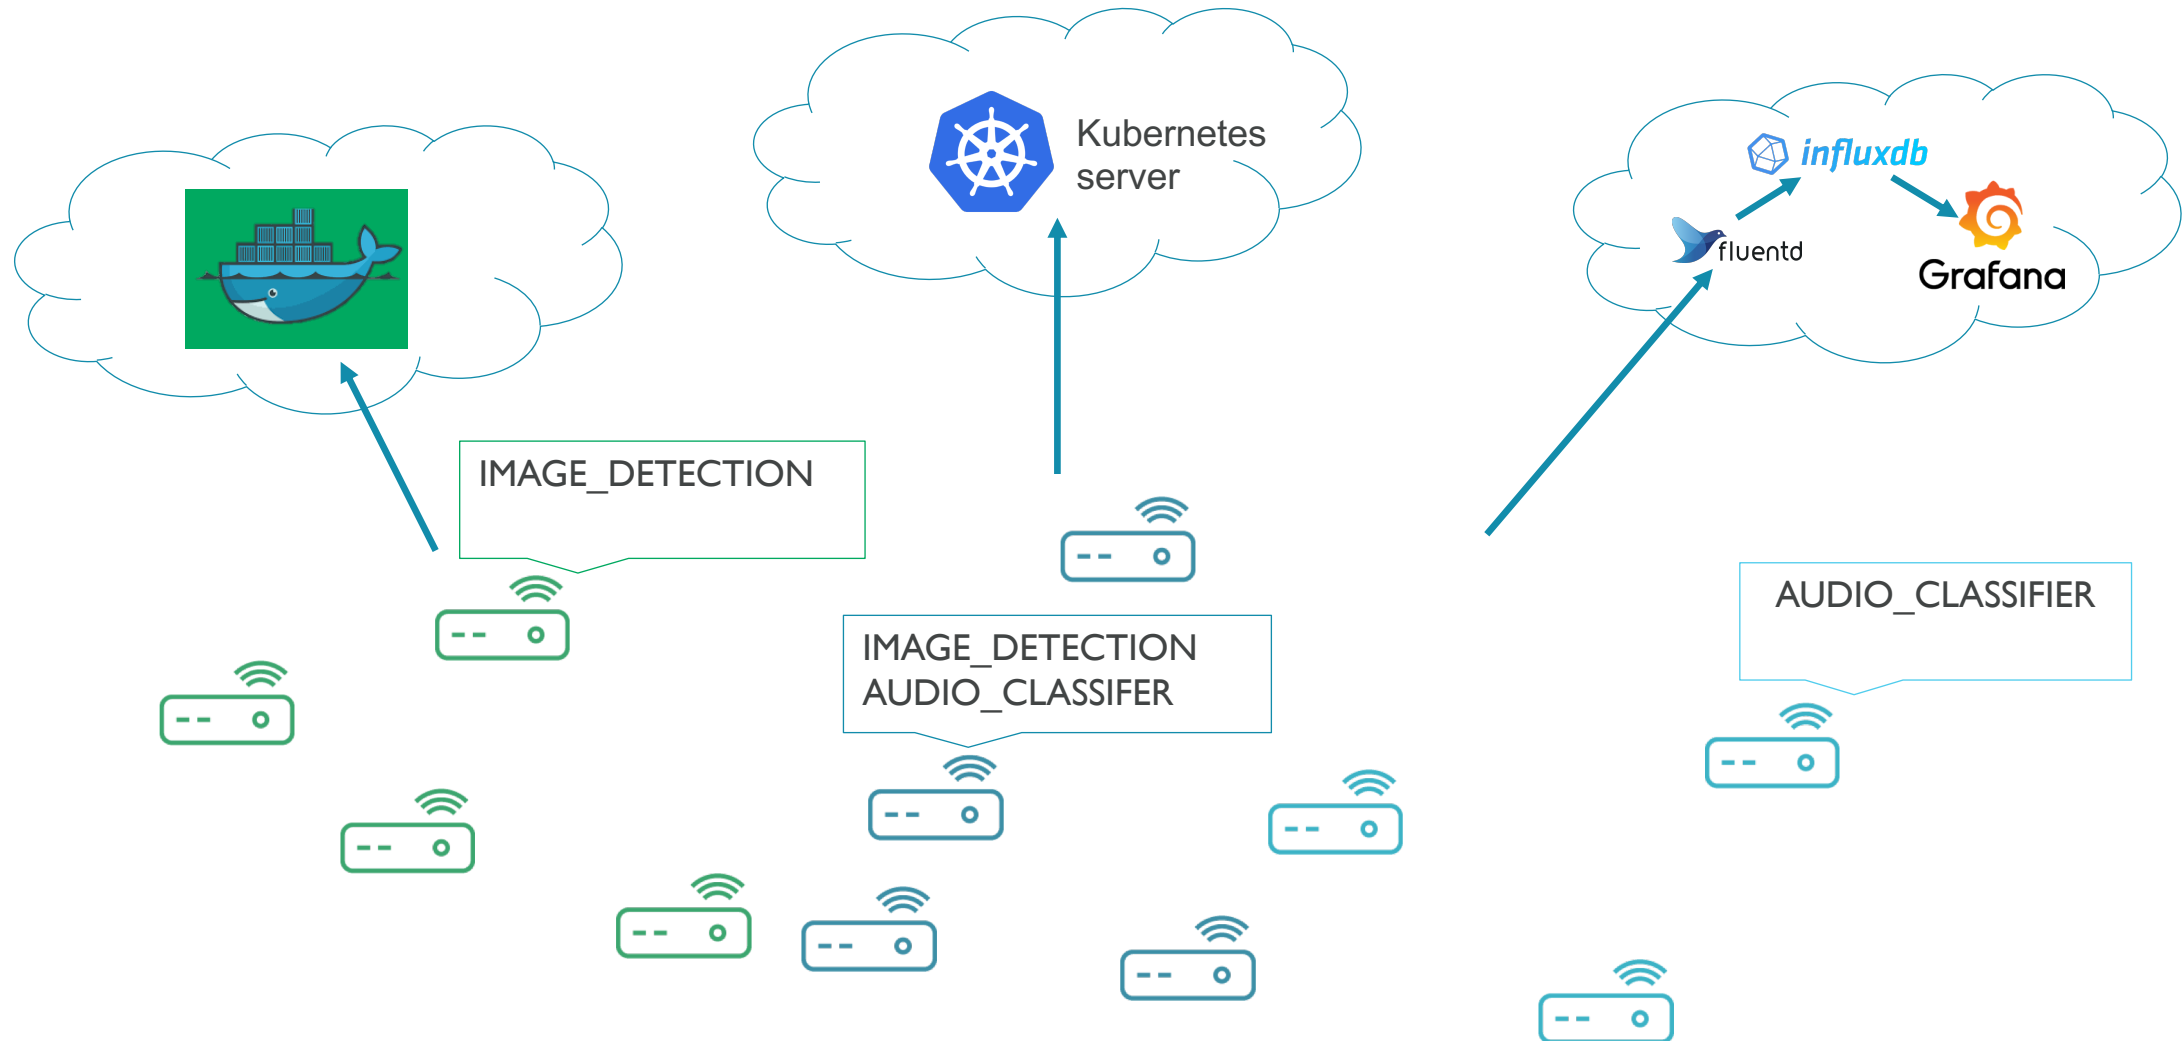 Kubernetes
server
influxdb
fluentd
Grafana
IMAGE_DETECTION
IMAGE_DETECTION
AUDIO_CLASSIFER
AUDIO_CLASSIFIER